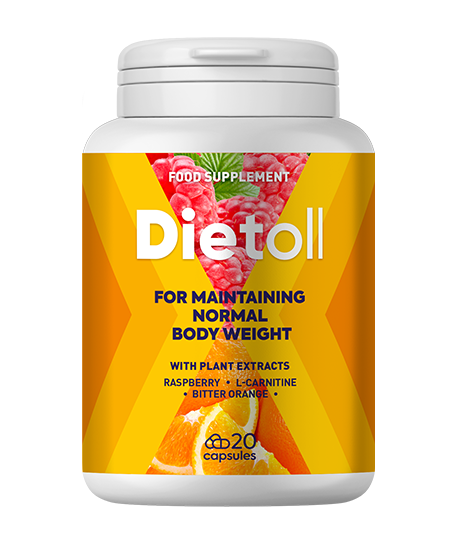 FOOD SUPPLEMENT
Dietoll
FOR MAINTAINING
NORMAL
BODY WEIGHT
WITH PLANT EXTRACTS
RASPBERRY • L-CARNITINE
• BITTER ORANGE •
20
capsules